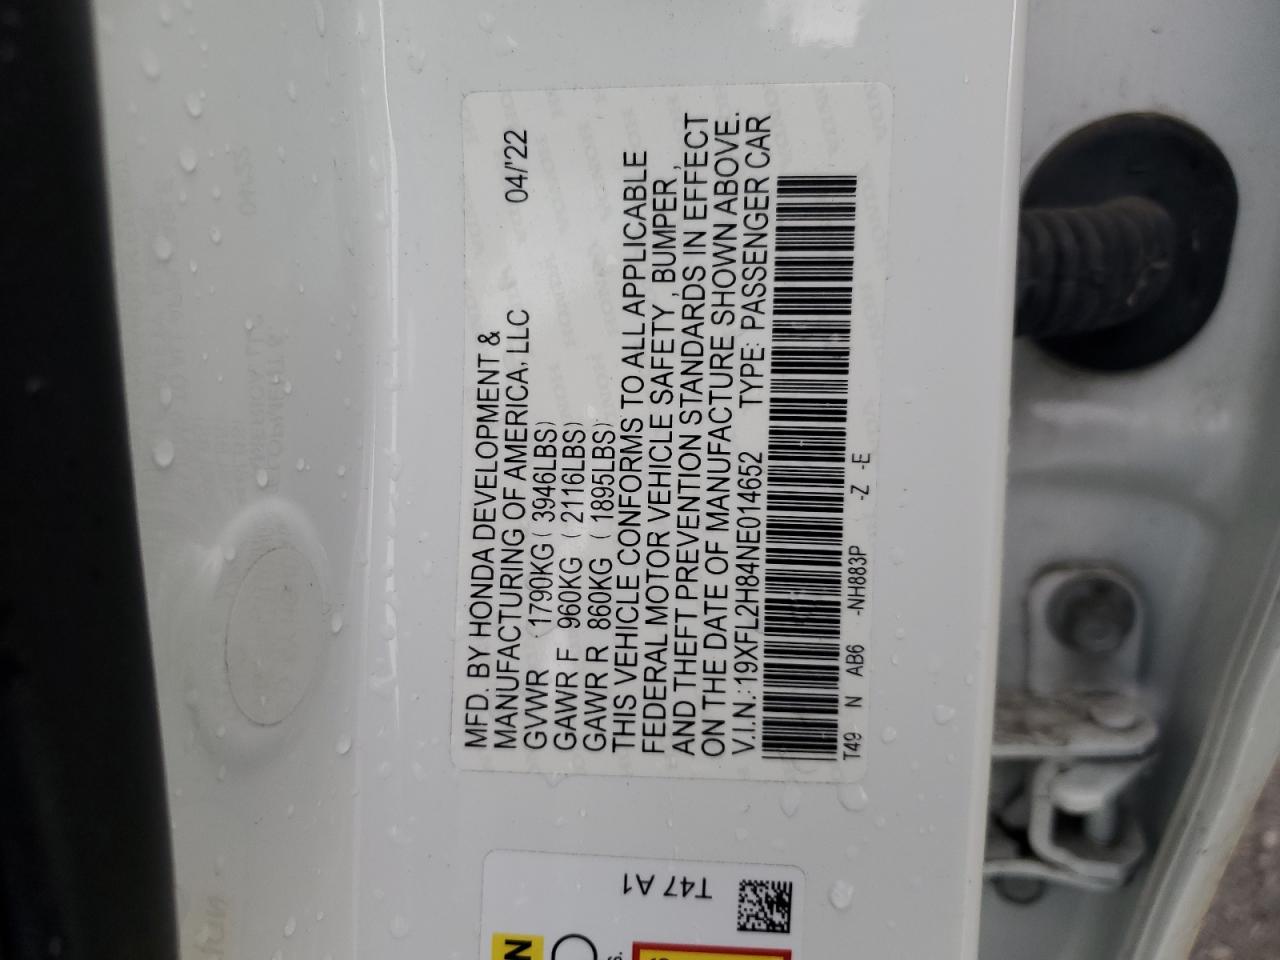 MFD. BY HONDA DEVELOPMENT &
MANUFACTURING OF AMERICA, LLC 04/'22
GVWR 1790KG ( 3946LBS)
GAWR F 960KG ( 2116LBS)
GAWR R 860KG ( 1895LBS)
THIS VEHICLE CONFORMS TO ALL APPLICABLE
FEDERAL MOTOR VEHICLE SAFETY , BUMPER ,
AND THEFT PREVENTION STANDARDS IN EFFECT
ON THE DATE OF MANUFACTURE SHOWN ABOVE.
V.I.N.: 19XFL2H84NE014652 TYPE: PASSENGER CAR
T49 N AB6 -NH883P -Z -E
T47 A1